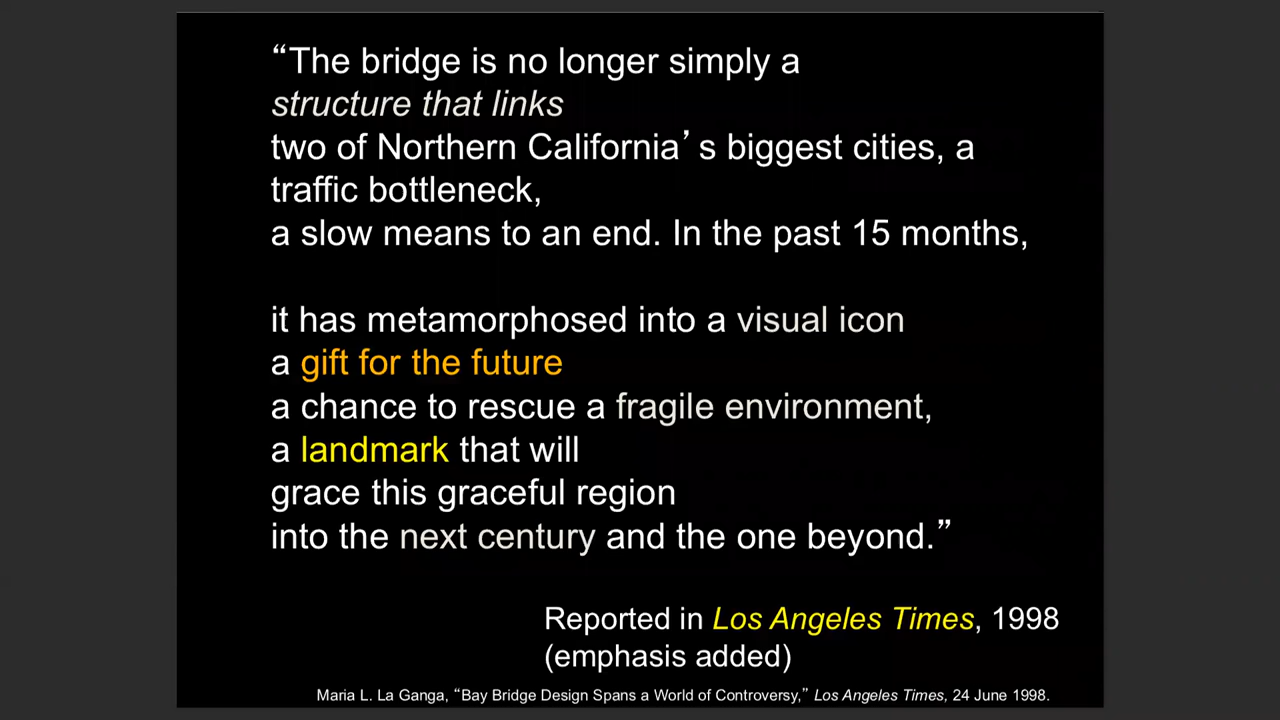 “The bridge is no longer simply a
structure that links
two of Northern California’s biggest cities, a
traffic bottleneck,
a slow means to an end. In the past 15 months,
it has metamorphosed into a visual icon
a gift for the future
a chance to rescue a fragile environment,
a landmark that will
grace this graceful region
into the next century and the one beyond.”
Reported in Los Angeles Times, 1998
(emphasis added)
Maria L. La Ganga, “Bay Bridge Design Spans a World of Controversy,” Los Angeles Times, 24 June 1998.